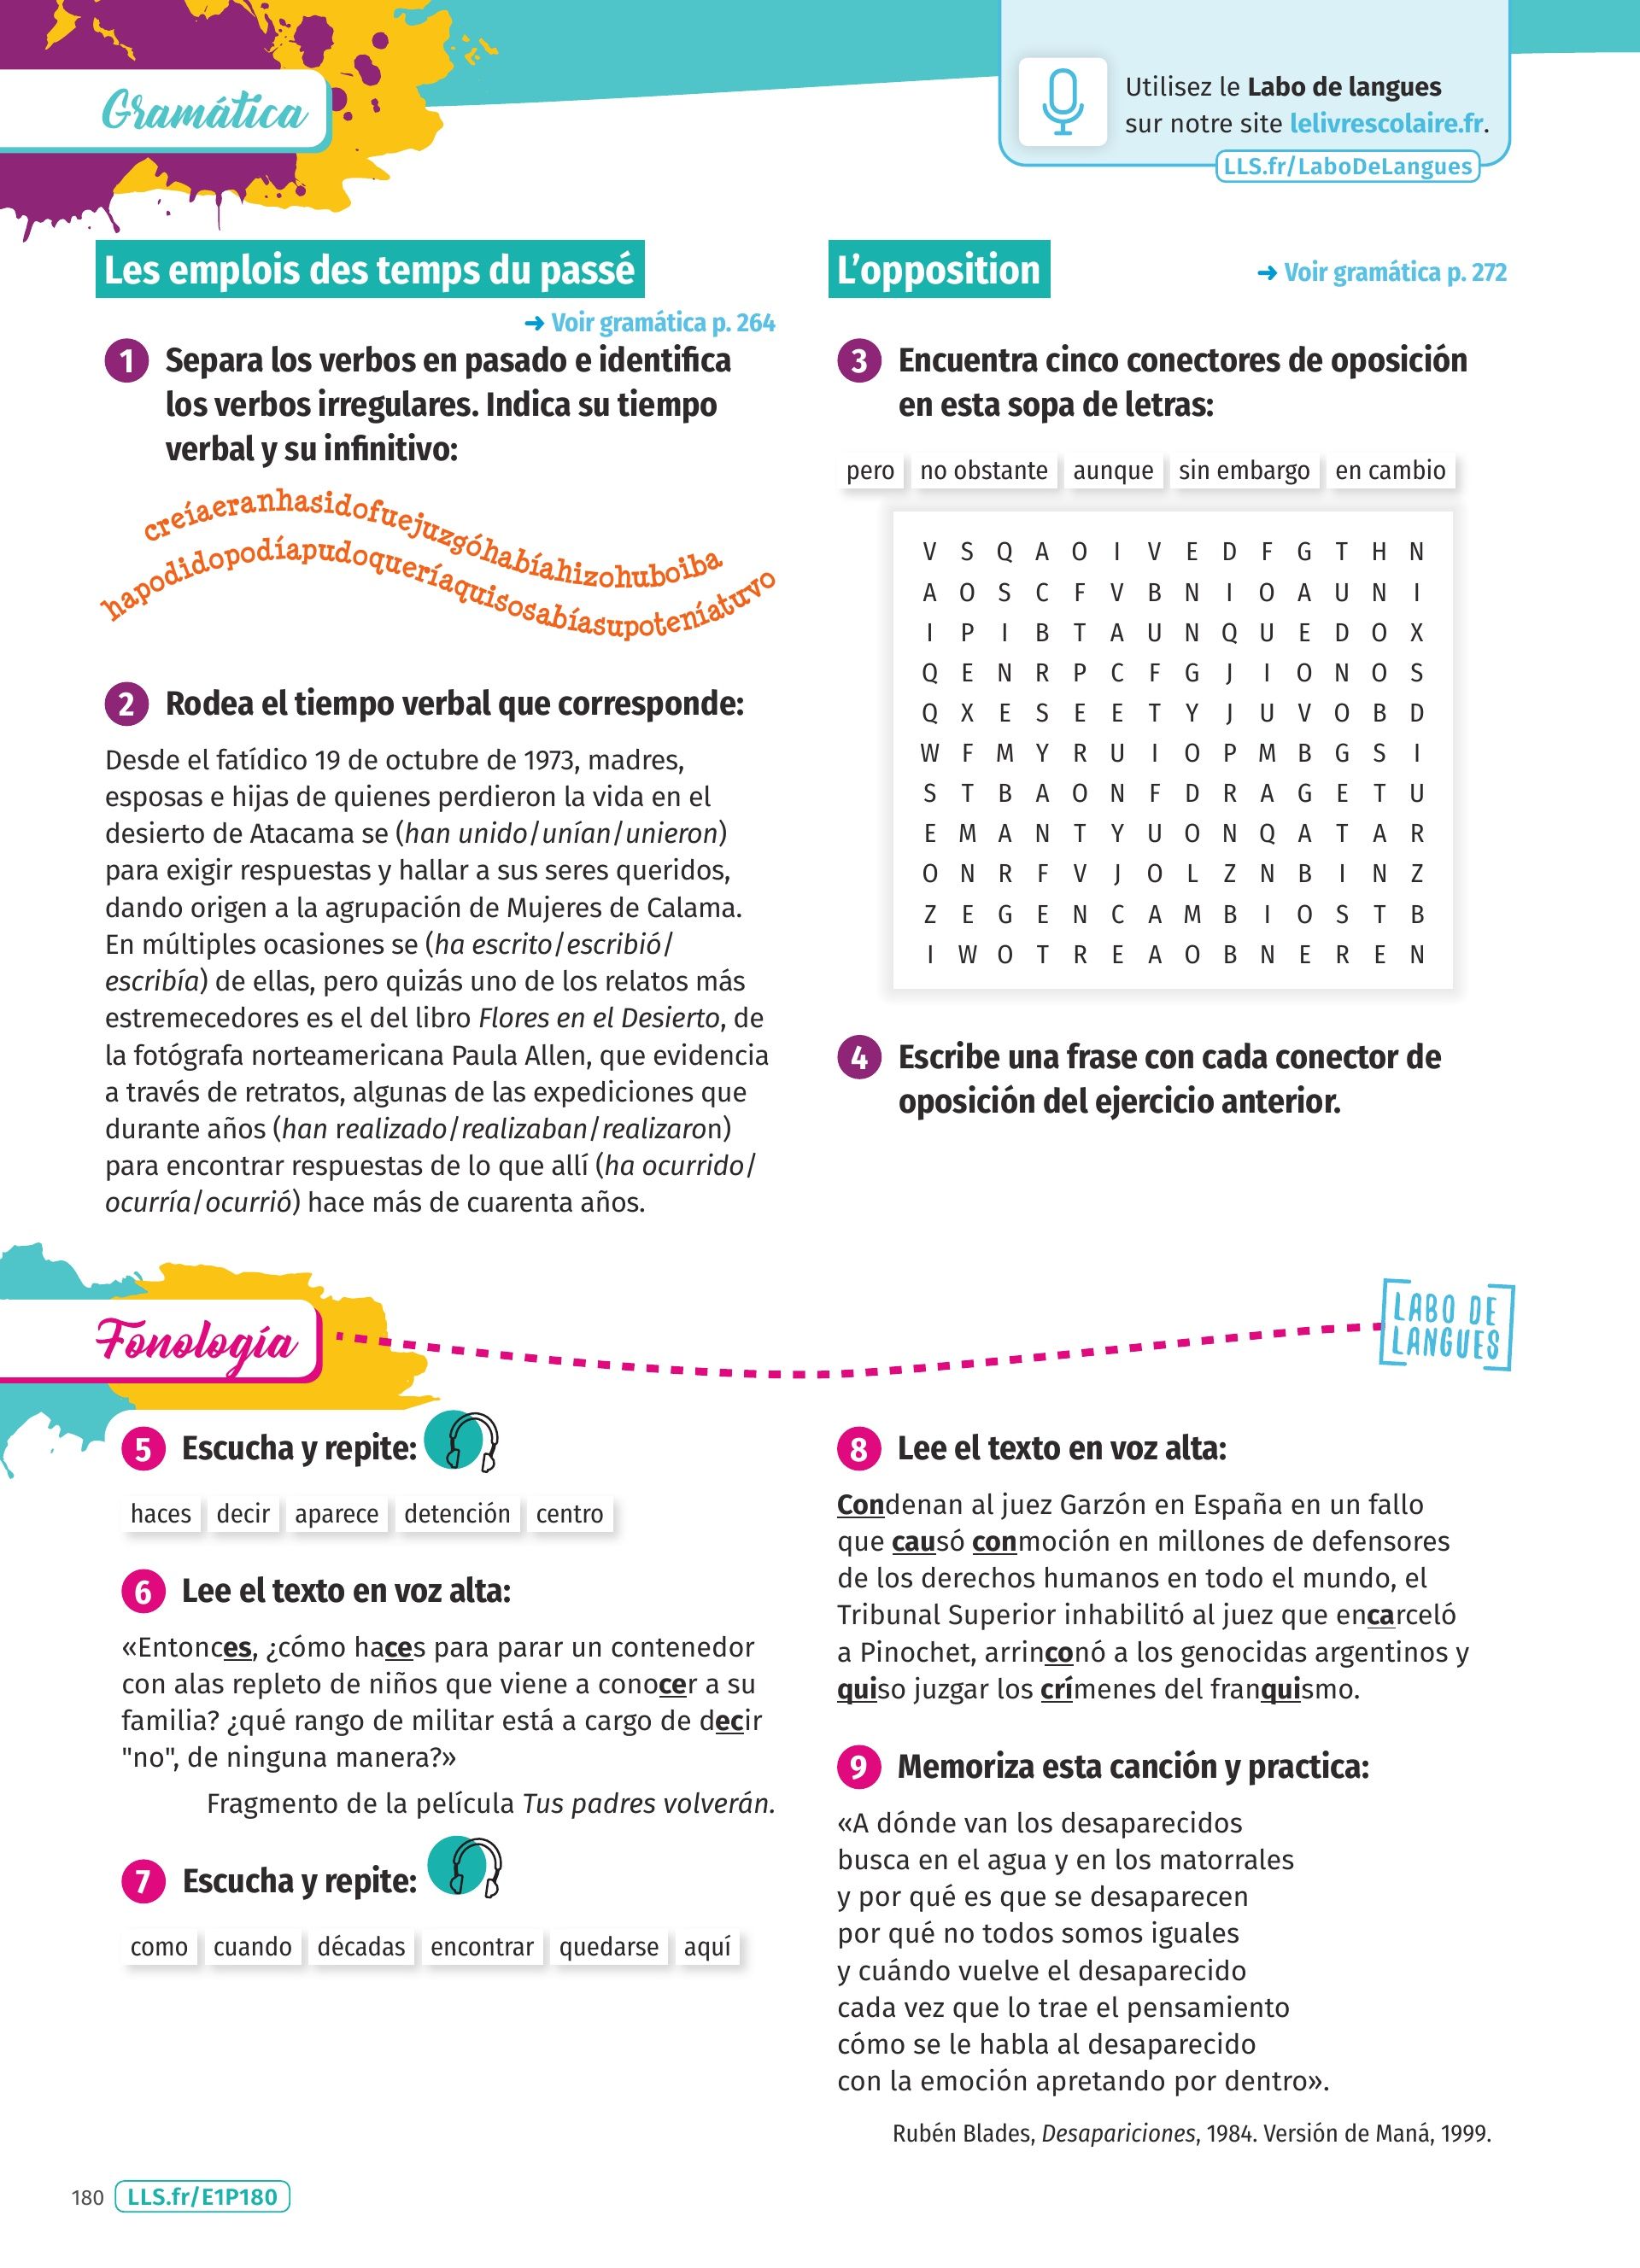 Gramática
Utilisez le Labo de langues
sur notre site lelivrescolaire.fr.
LLS.fr/LaboDeLangues
Les emplois des temps du passé
➜ Voir gramática p. 264
1 Separa los verbos en pasado e identifica
los verbos irregulares. Indica su tiempo
verbal y su infinitivo:
creíaeranhasidofuejuzgóhabíahizohuboiba
hapodidopodíapudoqueríaquisosabíasupoteníatuvo
2 Rodea el tiempo verbal que corresponde:
Desde el fatídico 19 de octubre de 1973, madres,
esposas e hijas de quienes perdieron la vida en el
desierto de Atacama se (han unido/unían/unieron)
para exigir respuestas y hallar a sus seres queridos,
dando origen a la agrupación de Mujeres de Calama.
En múltiples ocasiones se (ha escrito/escribió/
escribía) de ellas, pero quizás uno de los relatos más
estremecedores es el del libro Flores en el Desierto, de
la fotógrafa norteamericana Paula Allen, que evidencia
a través de retratos, algunas de las expediciones que
durante años (han realizado/realizaban/realizaron)
para encontrar respuestas de lo que allí (ha ocurrido/
ocurría/ocurrió) hace más de cuarenta años.
L'opposition
➜ Voir gramática p. 272
3 Encuentra cinco conectores de oposición
en esta sopa de letras:
pero no obstante aunque sin embargo en cambio
V S Q A O I V E D F G T H N
A O S C F V B N I O A U N I
I P I B T A U N Q U E D O X
Q E N R P C F G J I O N O S
Q X E S E E T Y J U V O B D
W F M Y R U I O P M B G S I
S T B A O N F D R A G E T U
E M A N T Y U O N Q A T A R
O N R F V J O L Z N B I N Z
Z E G E N C A M B I O S T B
I W O T R E A O B N E R E N
4 Escribe una frase con cada conector de
oposición del ejercicio anterior.
Fonología
LABO DE
LANGUES
5 Escucha y repite:
haces decir aparece detención centro
6 Lee el texto en voz alta:
«Entonces, ¿cómo haces para parar un contenedor
con alas repleto de niños que viene a conocer a su
familia? ¿qué rango de militar está a cargo de decir
"no", de ninguna manera?»
Fragmento de la película Tus padres volverán.
7 Escucha y repite:
como cuando décadas encontrar quedarse aquí
8 Lee el texto en voz alta:
Condenan al juez Garzón en España en un fallo
que causó conmoción en millones de defensores
de los derechos humanos en todo el mundo, el
Tribunal Superior inhabilitó al juez que encarceló
a Pinochet, arrinconó a los genocidas argentinos y
quiso juzgar los crímenes del franquismo.
9 Memoriza esta canción y practica:
«A dónde van los desaparecidos
busca en el agua y en los matorrales
y por qué es que se desaparecen
por qué no todos somos iguales
y cuándo vuelve el desaparecido
cada vez que lo trae el pensamiento
cómo se le habla al desaparecido
con la emoción apretando por dentro».
Rubén Blades, Desapariciones, 1984. Versión de Maná, 1999.
180 LLS.fr/E1P180